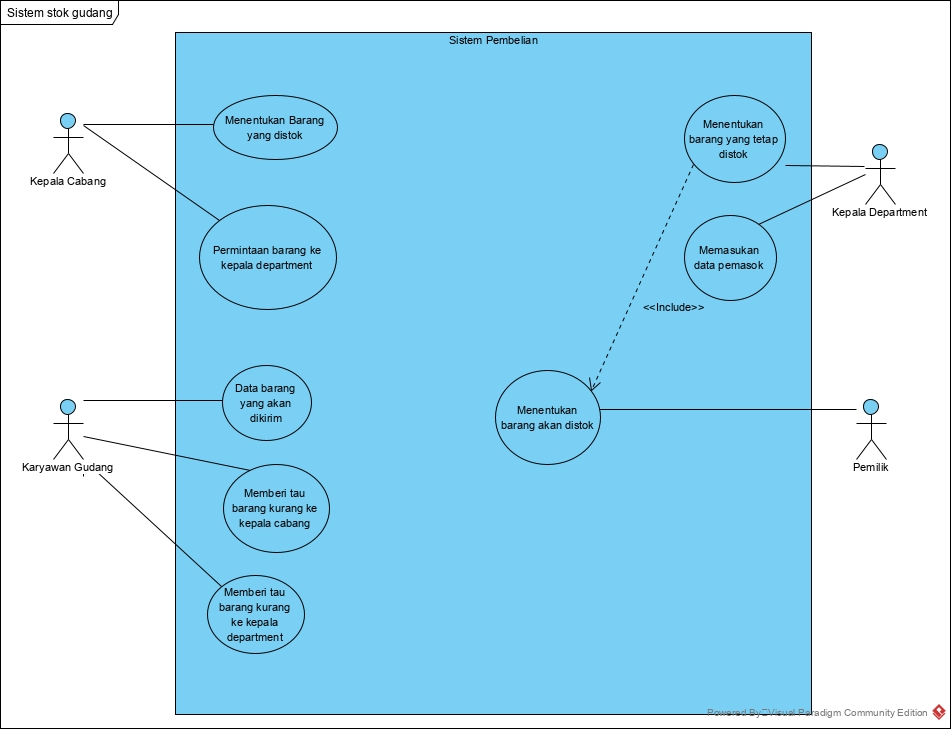 Sistem stok gudang
Sistem Pembelian
Menentukan Barang
yang distok
Kepala Cabang
Permintaan barang ke
kepala department
Menentukan
barang yang tetap
distok
Kepala Department
Memasukan
data pemasok
<<Include>>
Data barang
yang akan
dikirim
Karyawan Gudang
Memberi tau
barang kurang ke
kepala cabang
Memberi tau
barang kurang
ke kepala
department
Menentukan
barang akan distok
Pemilik
Powered By Visual Paradigm Community Edition